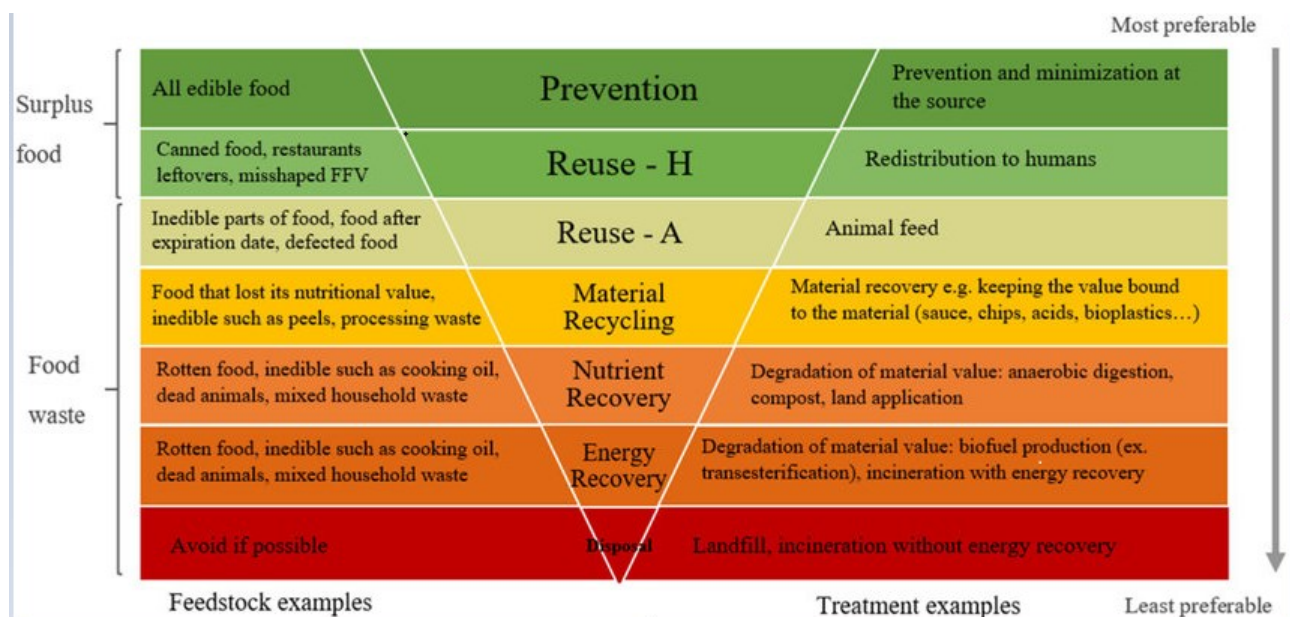 Most preferable
Surplus
food
All edible food
Prevention
Prevention and minimization at
the source
Canned food, restaurants
leftovers, misshaped FFV
Reuse - H
Redistribution to humans
Food
waste
Inedible parts of food, food after
expiration date, defected food
Reuse - A
Animal feed
Food that lost its nutritional value,
inedible such as peels, processing waste
Material
Recycling
Material recovery e.g. keeping the value bound
to the material (sauce, chips, acids, bioplastics…)
Rotten food, inedible such as cooking oil,
dead animals, mixed household waste
Nutrient
Recovery
Degradation of material value: anaerobic digestion,
compost, land application
Rotten food, inedible such as cooking oil,
dead animals, mixed household waste
Energy
Recovery
Degradation of material value: biofuel production (ex.
transesterification), incineration with energy recovery
Avoid if possible
Disposal
Landfill, incineration without energy recovery
Feedstock examples
Treatment examples
Least preferable